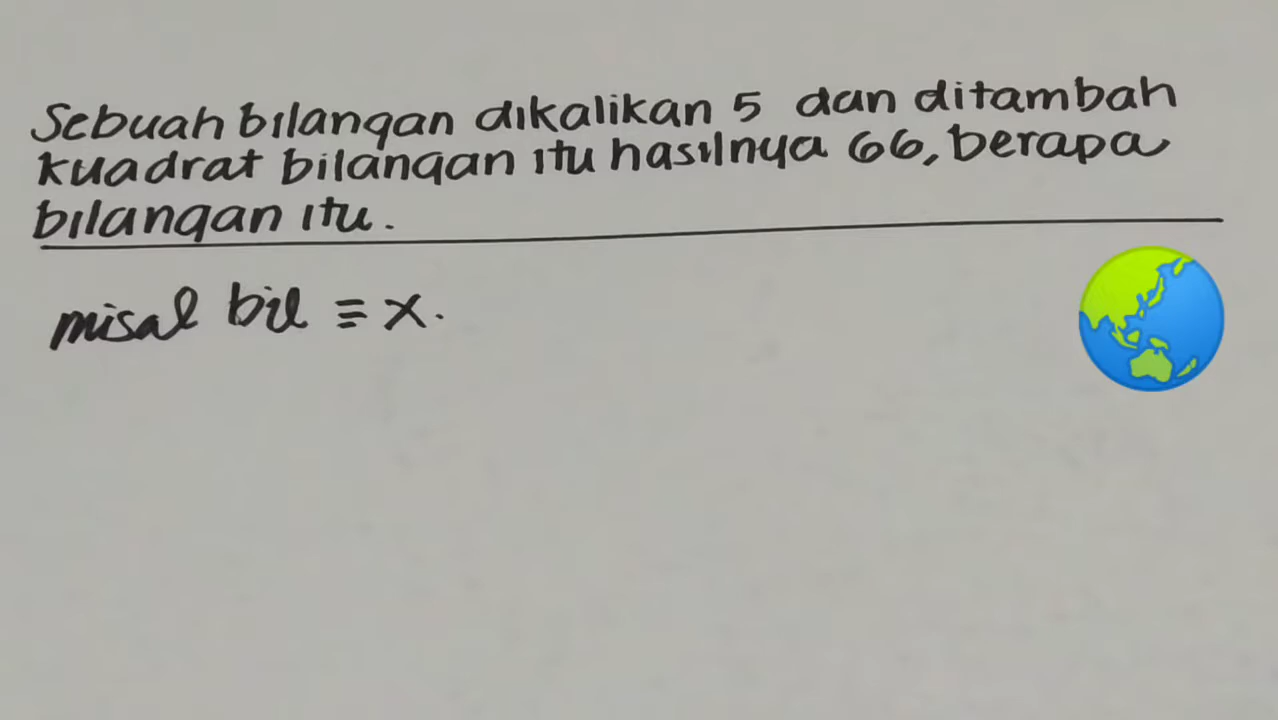 Sebuah bilangan dikalikan 5 dan ditambah
kuadrat bilangan itu hasilnya 66, berapa
bilangan itu.
misal bil ≡ x.